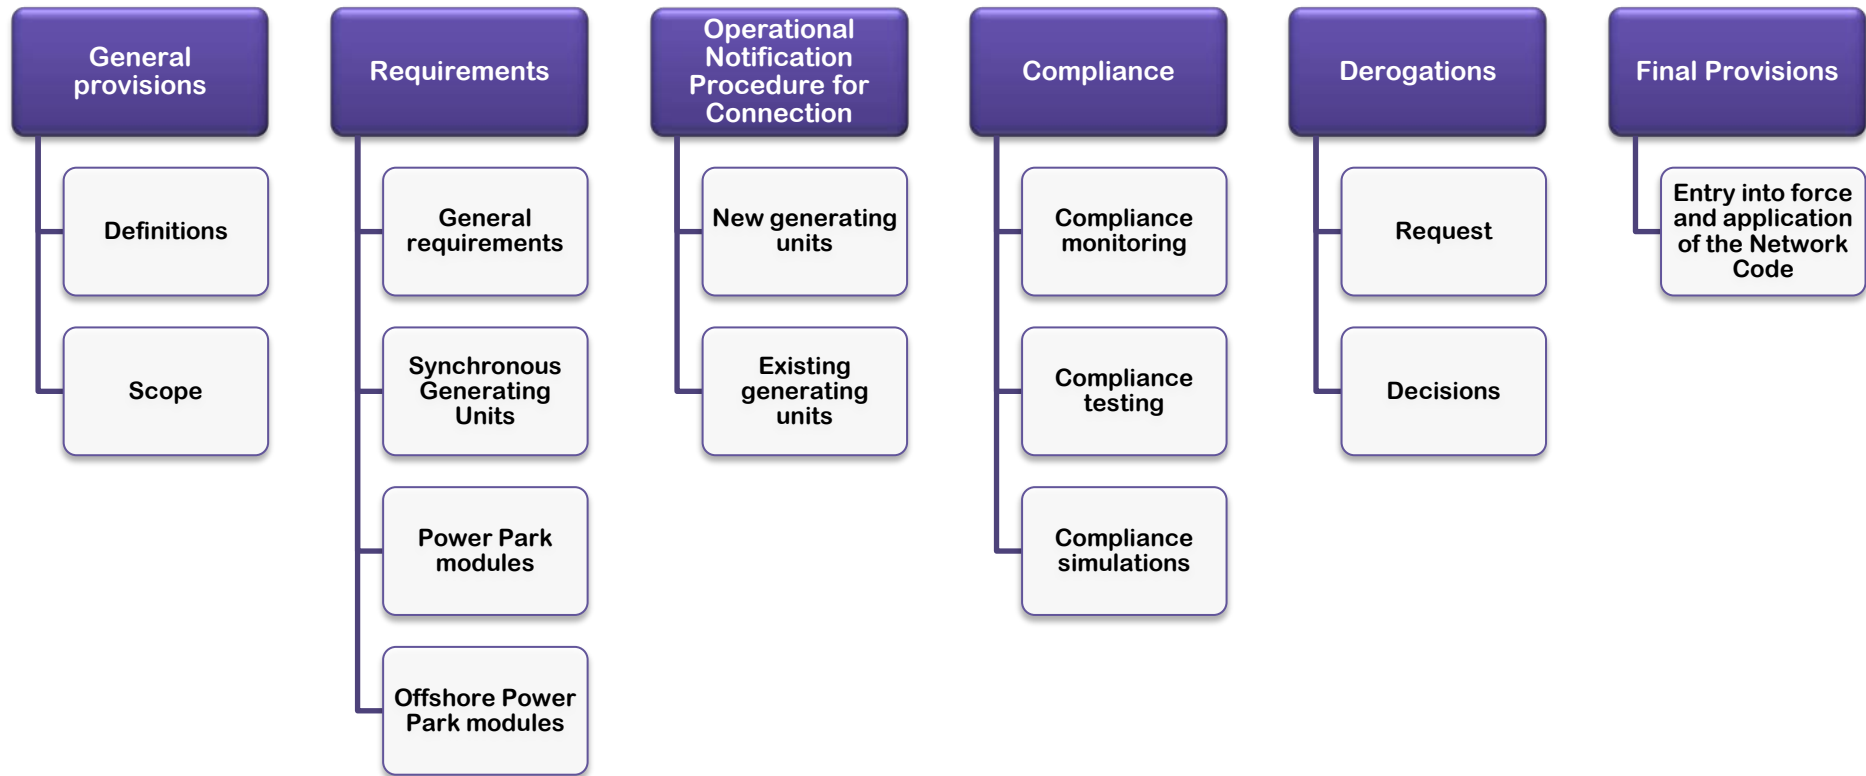 General
provisions
Definitions
Scope
Requirements
General
requirements
Synchronous
Generating
Units
Power Park
modules
Offshore Power
Park modules
Operational
Notification
Procedure for
Connection
New generating
units
Existing
generating
units
Compliance
Compliance
monitoring
Compliance
testing
Compliance
simulations
Derogations
Request
Decisions
Final Provisions
Entry into force
and application
of the Network
Code